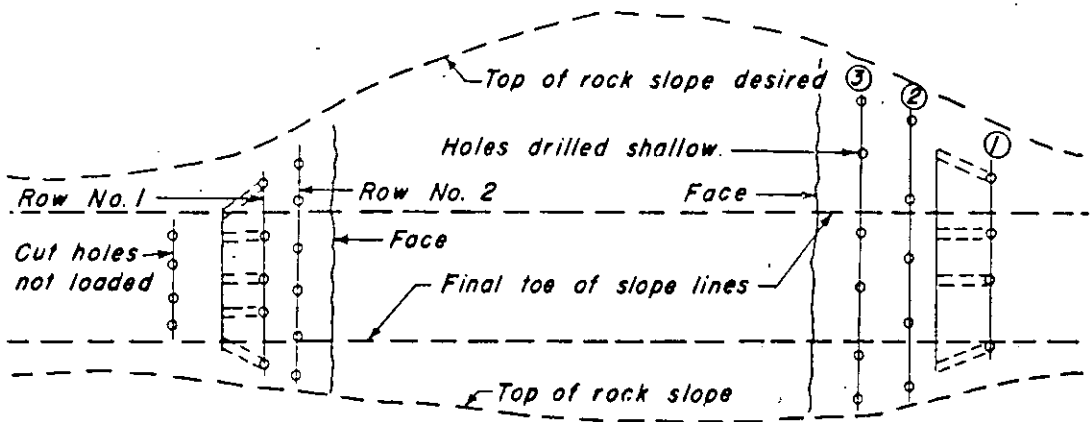 Top of rock slope desired
③
②
①
Holes drilled shallow.
Row No. 1
Row No. 2
Face
Cut holes
not loaded
Face
Final toe of slope lines
Top of rock slope